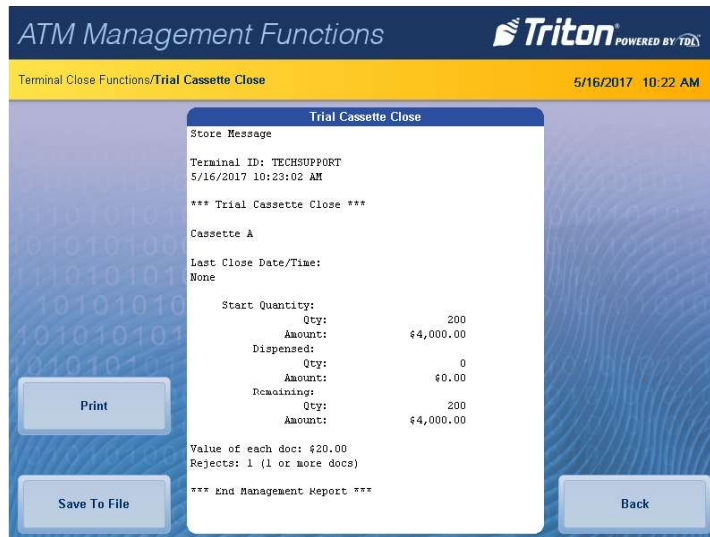 ATM Management Functions
Triton® POWERED BY TDL
Terminal Close Functions/Trial Cassette Close
5/16/2017 10:22 AM
Trial Cassette Close
Store Message
Terminal ID: TECHSUPPORT
5/16/2017 10:23:02 AM
*** Trial Cassette Close ***
Cassette A
Last Close Date/Time:
None
Start Quantity:
Qty: 200
Amount: $4,000.00
Dispensed:
Qty: 0
Amount: $0.00
Remaining:
Qty: 200
Amount: $4,000.00
Value of each doc: $20.00
Rejects: 1 (1 or more docs)
*** End Management Report ***
Print
Save To File
Back